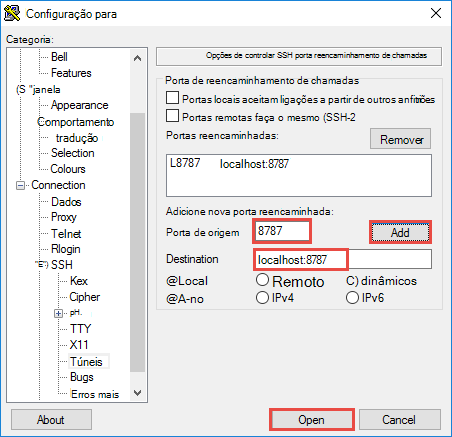 Configuração para
Categoria:
Bell
Features
(S "janela
Appearance
Comportamento
tradução
Selection
Colours
Connection
Dados
Proxy
Telnet
Rlogin
"E") SSH
Kex
Cipher
pH.
TTY
X11
Túneis
Bugs
Erros mais
Opções de controlar SSH porta reencaminhamento de chamadas
Porta de reencaminhamento de chamadas
Portas locais aceitam ligações a partir de outros anfitriões
Portas remotas faça o mesmo (SSH-2
Portas reencaminhadas:
Remover
L8787 localhost:8787
Adicione nova porta reencaminhada:
Porta de origem 8787 Add
Destination localhost:8787
@Local Remoto C) dinâmicos
@A-no IPv4 IPv6
About Open Cancel